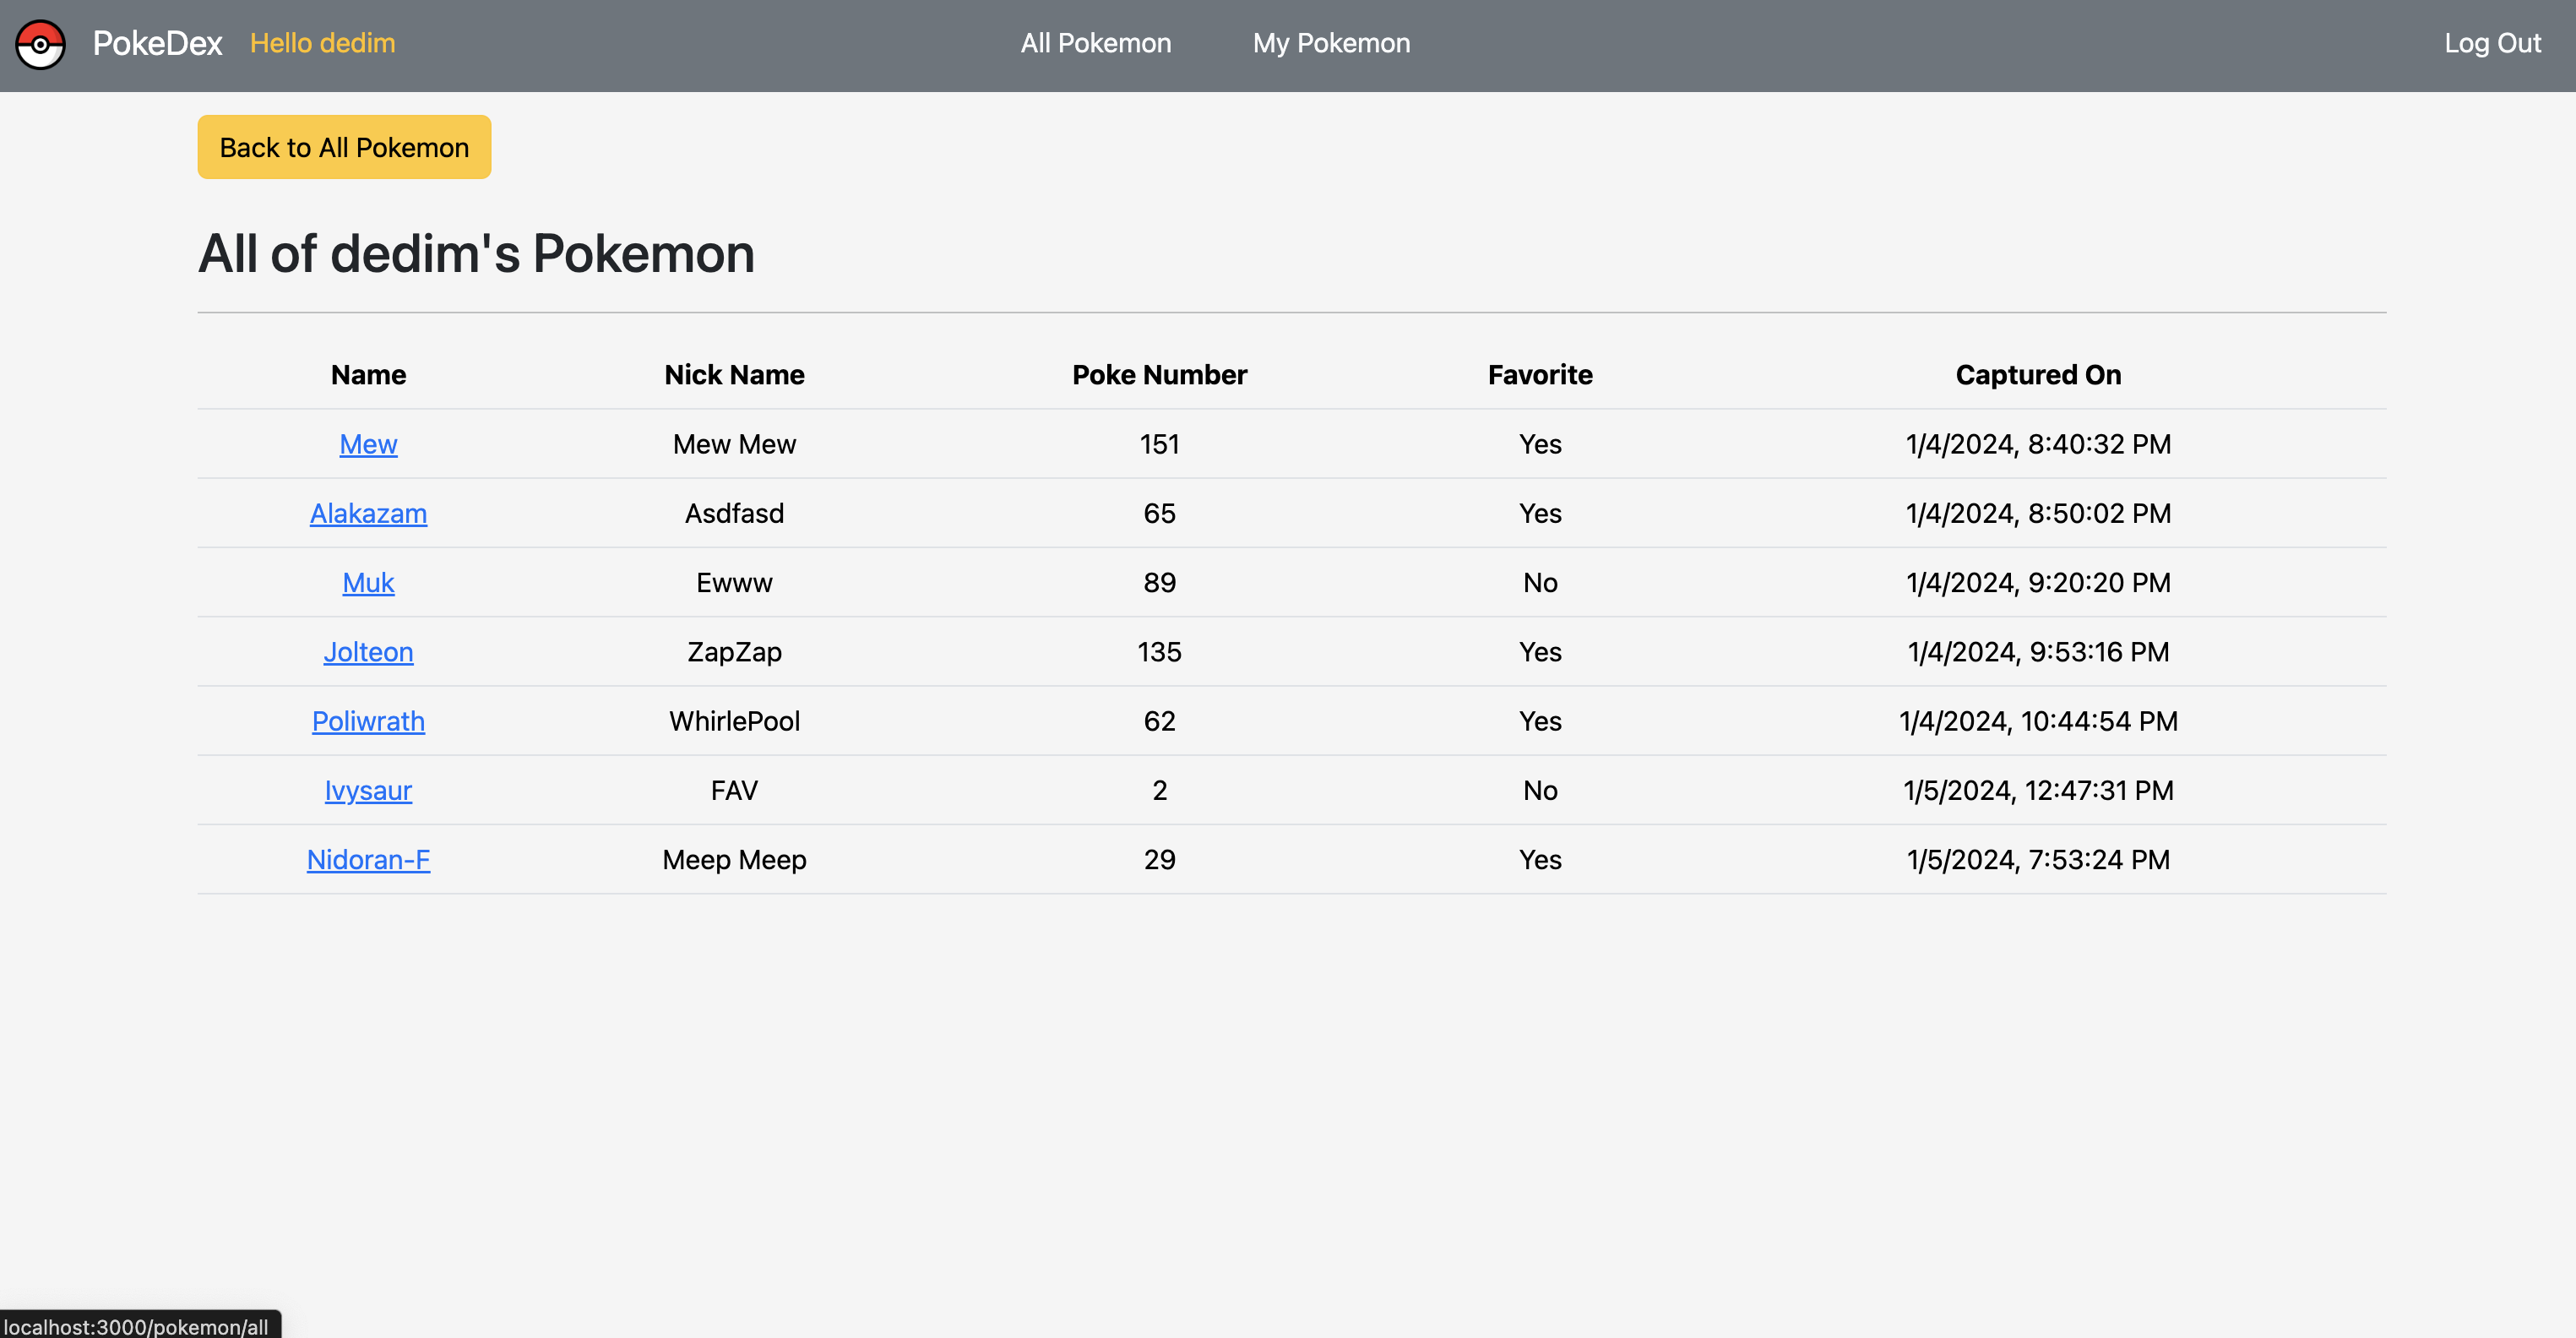 PokeDex Hello dedim All Pokemon My Pokemon Log Out
Back to All Pokemon
All of dedim's Pokemon
Name Nick Name Poke Number Favorite Captured On
Mew Mew Mew 151 Yes 1/4/2024, 8:40:32 PM
Alakazam Asdfasd 65 Yes 1/4/2024, 8:50:02 PM
Muk Ewww 89 No 1/4/2024, 9:20:20 PM
Jolteon ZapZap 135 Yes 1/4/2024, 9:53:16 PM
Poliwrath WhirlePool 62 Yes 1/4/2024, 10:44:54 PM
Ivysaur FAV 2 No 1/5/2024, 12:47:31 PM
Nidoran-F Meep Meep 29 Yes 1/5/2024, 7:53:24 PM
localhost:3000/pokemon/all